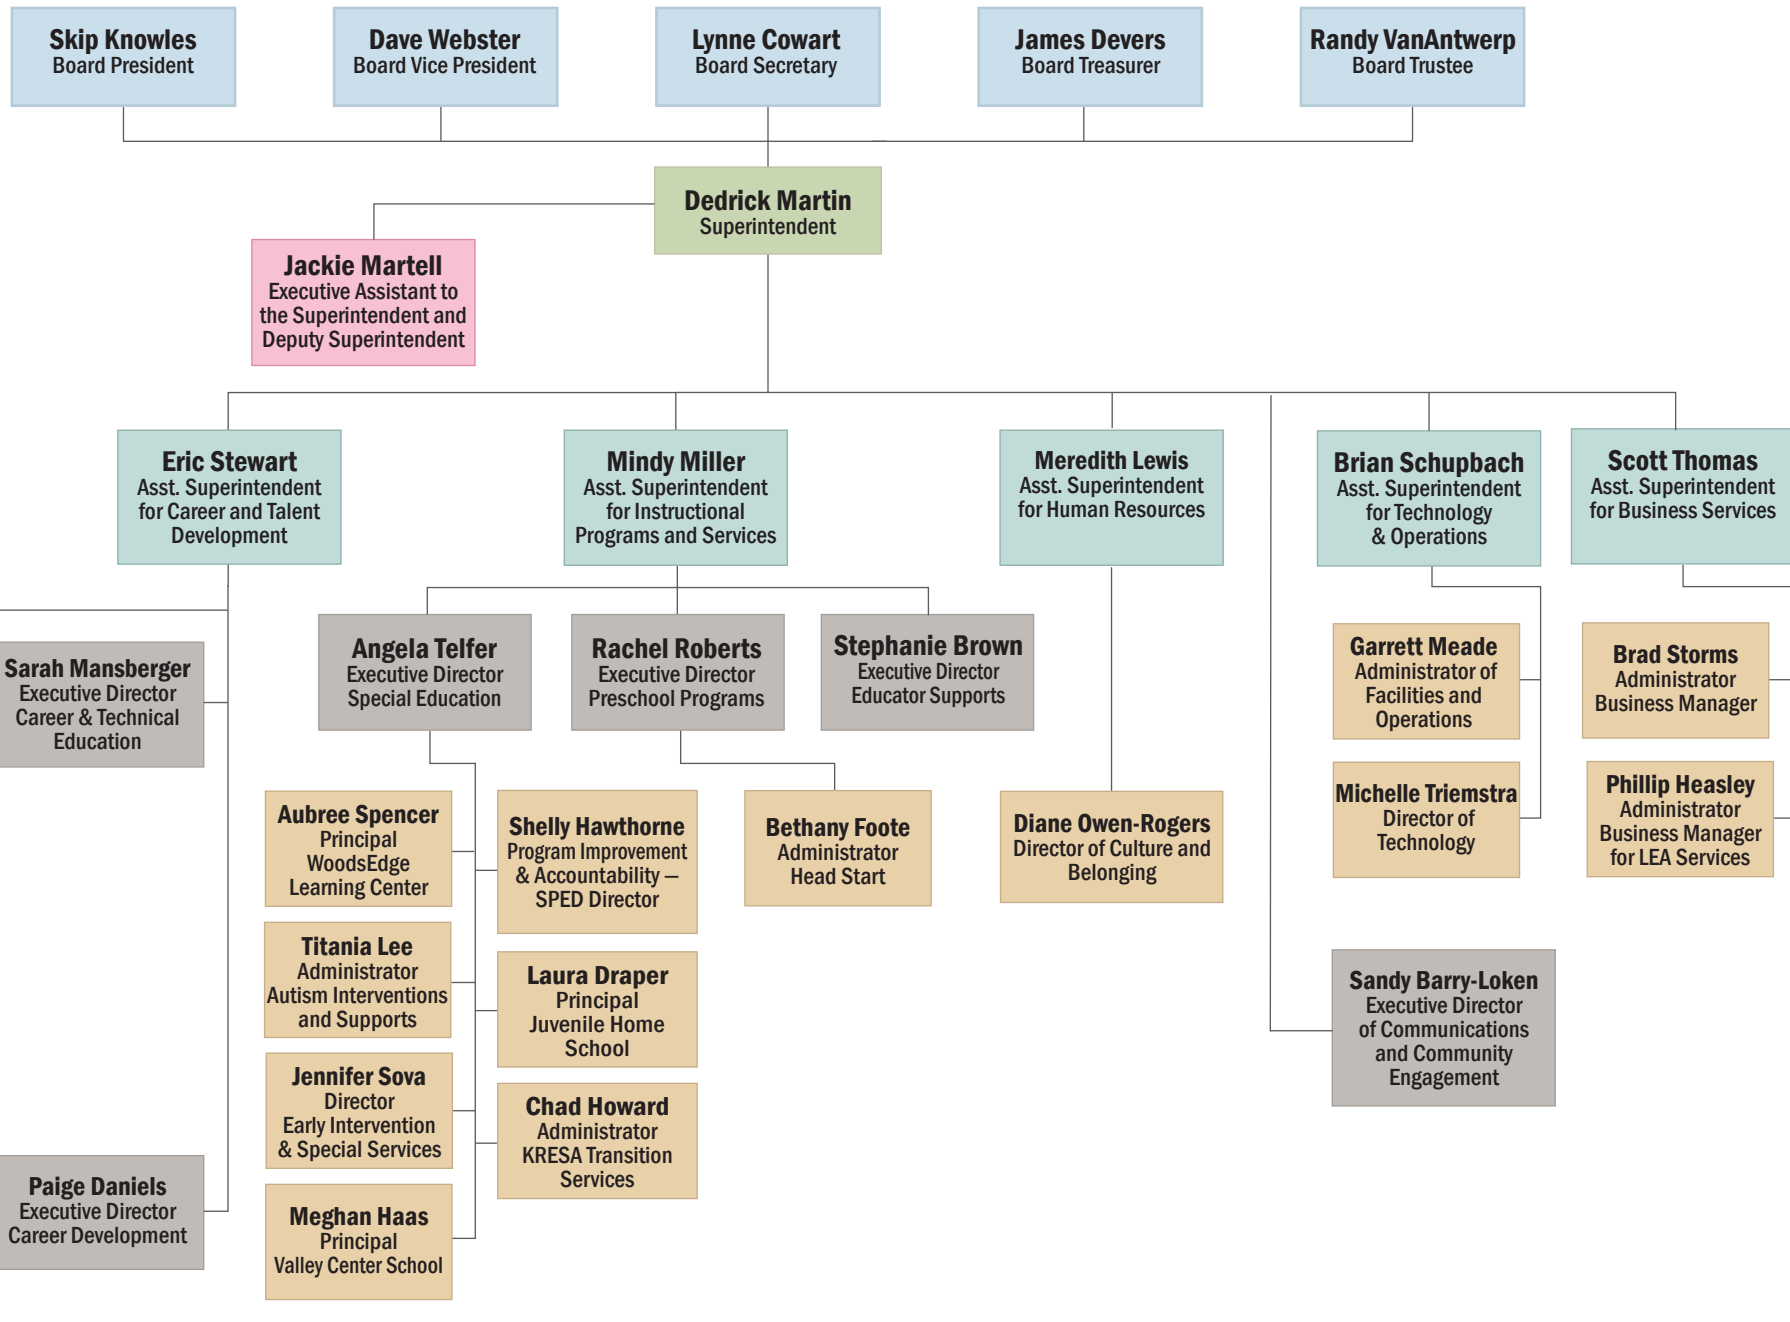 Skip Knowles
Board President
Dave Webster
Board Vice President
Lynne Cowart
Board Secretary
James Devers
Board Treasurer
Randy VanAntwerp
Board Trustee
Dedrick Martin
Superintendent
Jackie Martell
Executive Assistant to
the Superintendent and
Deputy Superintendent
Eric Stewart
Asst. Superintendent
for Career and Talent
Development
Mindy Miller
Asst. Superintendent
for Instructional
Programs and Services
Meredith Lewis
Asst. Superintendent
for Human Resources
Brian Schupbach
Asst. Superintendent
for Technology
& Operations
Scott Thomas
Asst. Superintendent
for Business Services
Sarah Mansberger
Executive Director
Career & Technical
Education
Angela Telfer
Executive Director
Special Education
Rachel Roberts
Executive Director
Preschool Programs
Stephanie Brown
Executive Director
Educator Supports
Garrett Meade
Administrator of
Facilities and
Operations
Brad Storms
Administrator
Business Manager
Michelle Triemstra
Director of
Technology
Phillip Heasley
Administrator
Business Manager
for LEA Services
Aubree Spencer
Principal
WoodsEdge
Learning Center
Shelly Hawthorne
Program Improvement
& Accountability —
SPED Director
Bethany Foote
Administrator
Head Start
Diane Owen-Rogers
Director of Culture and
Belonging
Titania Lee
Administrator
Autism Interventions
and Supports
Laura Draper
Principal
Juvenile Home
School
Sandy Barry-Loken
Executive Director
of Communications
and Community
Engagement
Jennifer Sova
Director
Early Intervention
& Special Services
Chad Howard
Administrator
KRESA Transition
Services
Paige Daniels
Executive Director
Career Development
Meghan Haas
Principal
Valley Center School